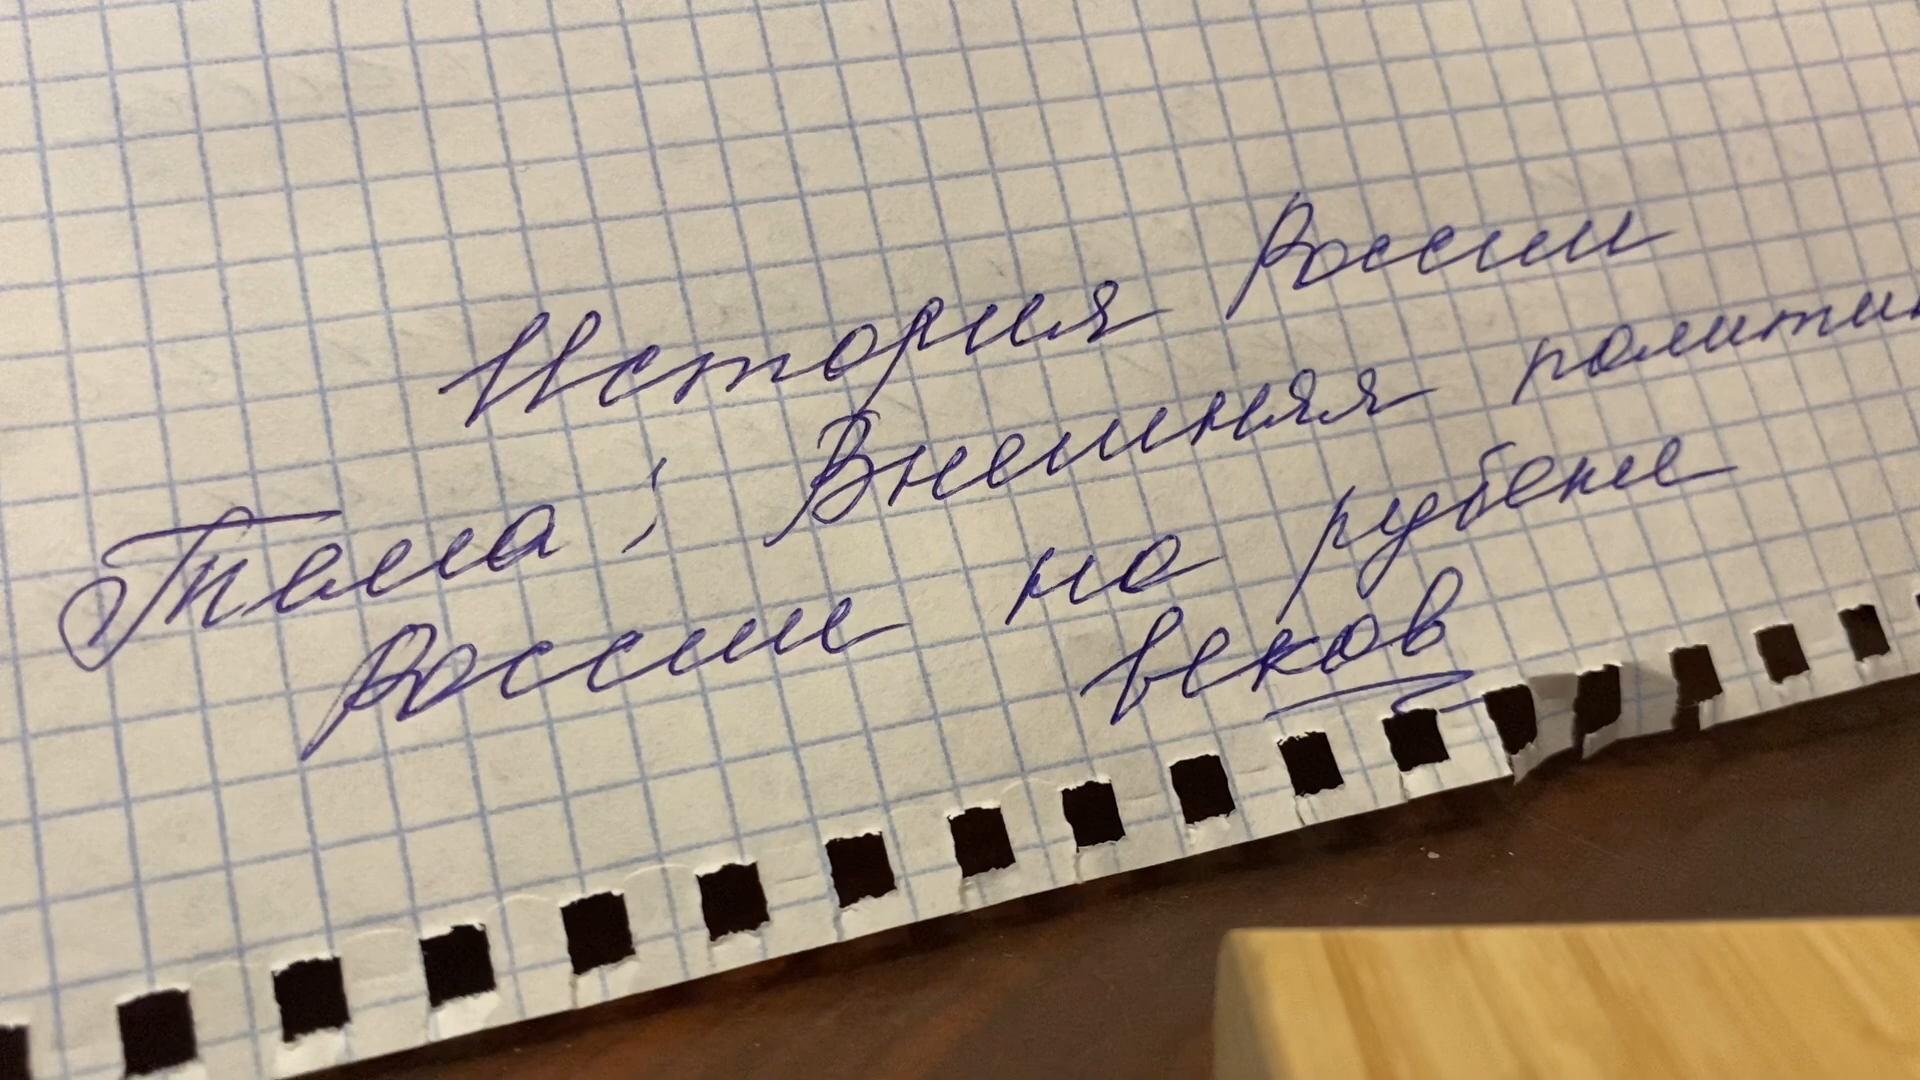 История России
Тема: Внешняя полити
России на рубеже
веков